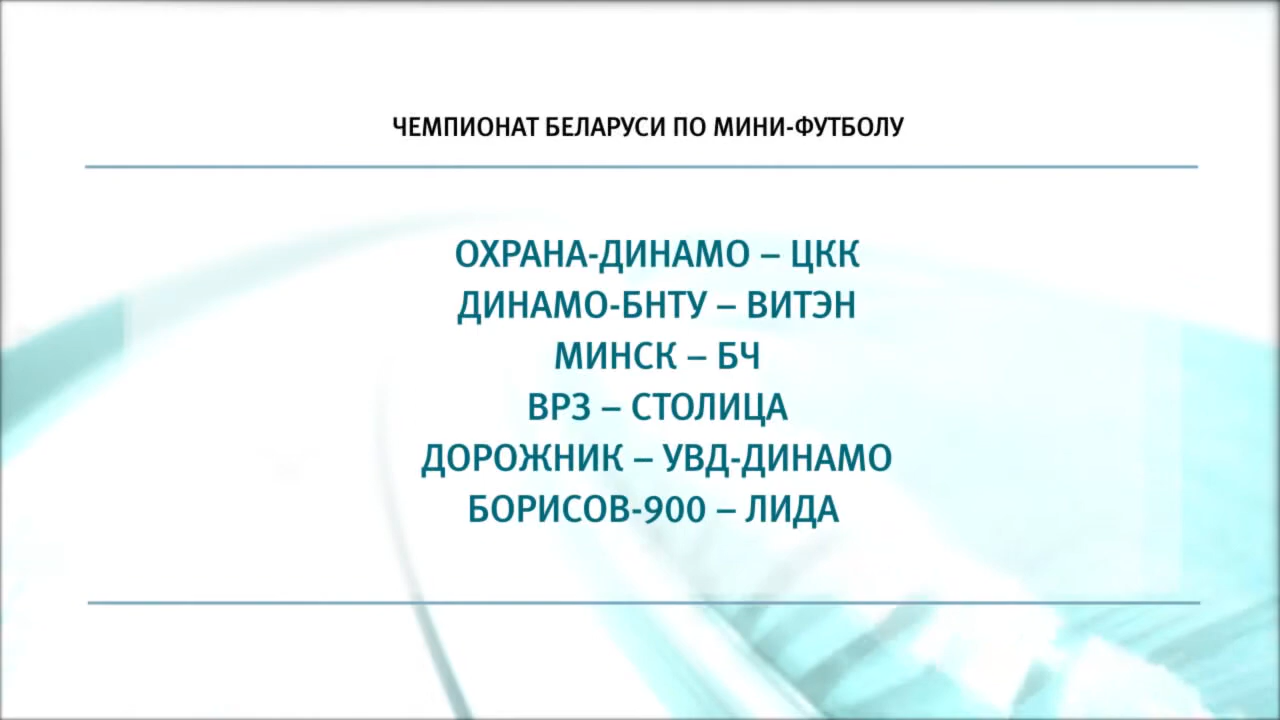 ЧЕМПИОНАТ БЕЛАРУСИ ПО МИНИ-ФУТБОЛУ
ОХРАНА-ДИНАМО – ЦКК
ДИНАМО-БНТУ – ВИТЭН
МИНСК – БЧ
ВРЗ – СТОЛИЦА
ДОРОЖНИК – УВД-ДИНАМО
БОРИСОВ-900 – ЛИДА